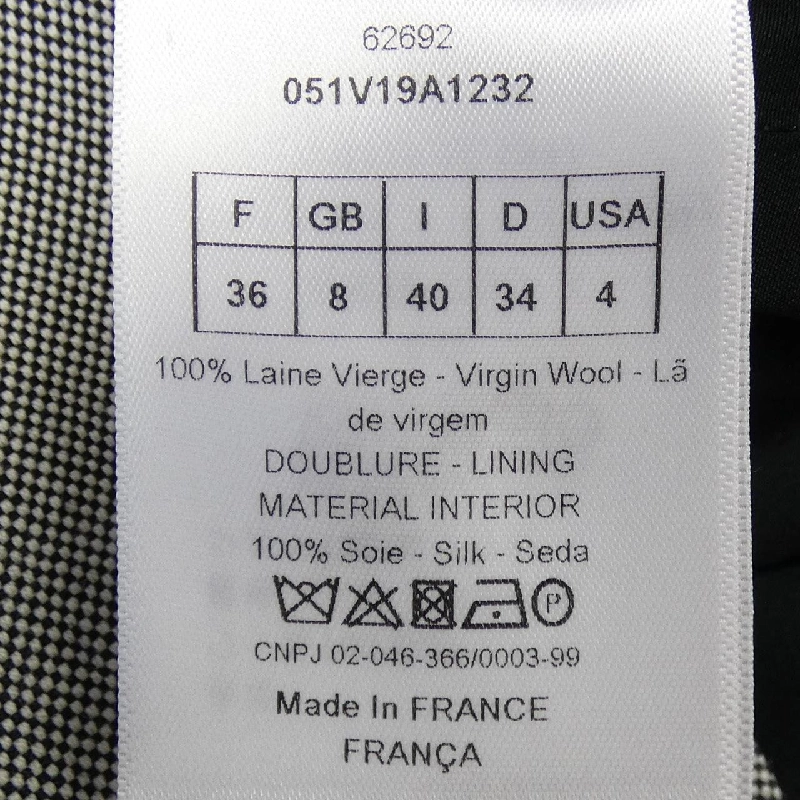 62692
051V19A1232
F GB I D USA
36 8 40 34 4
100% Laine Vierge - Virgin Wool - Lã
de virgem
DOUBLURE - LINING
MATERIAL INTERIOR
100% Soie - Silk - Seda
P
CNPJ 02-046-366/0003-99
Made In FRANCE
FRANÇA